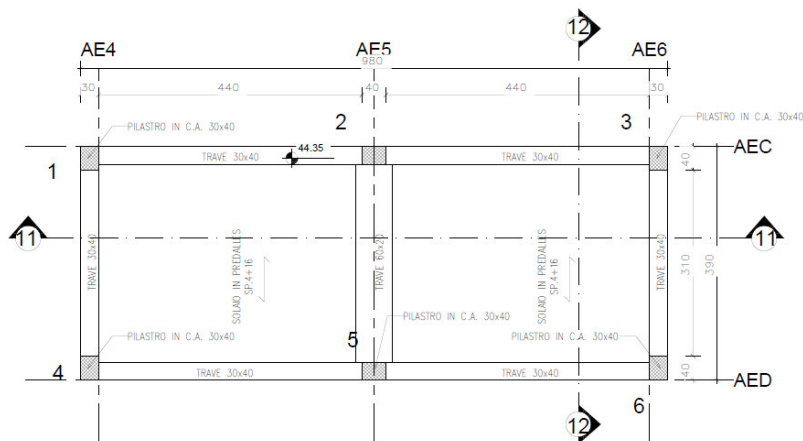 12
AE4
AE5
AE6
980
30
440
40
440
30
2
3
PILASTRO IN C.A. 30x40
PILASTRO IN C.A. 30x40
TRAVE 30x40
44.35
TRAVE 30x40
AEC
1
40
11
11
TRAVE 30x40
SOLAIO IN PREDALLES
SP.4+16
TRAVE 60x20
SOLAIO IN PREDALLES
SP.4+16
TRAVE 30x40
310
390
PILASTRO IN C.A. 30x40
5
PILASTRO IN C.A. 30x40
PILASTRO IN C.A. 30x40
4
TRAVE 30x40
TRAVE 30x40
40
AED
6
12